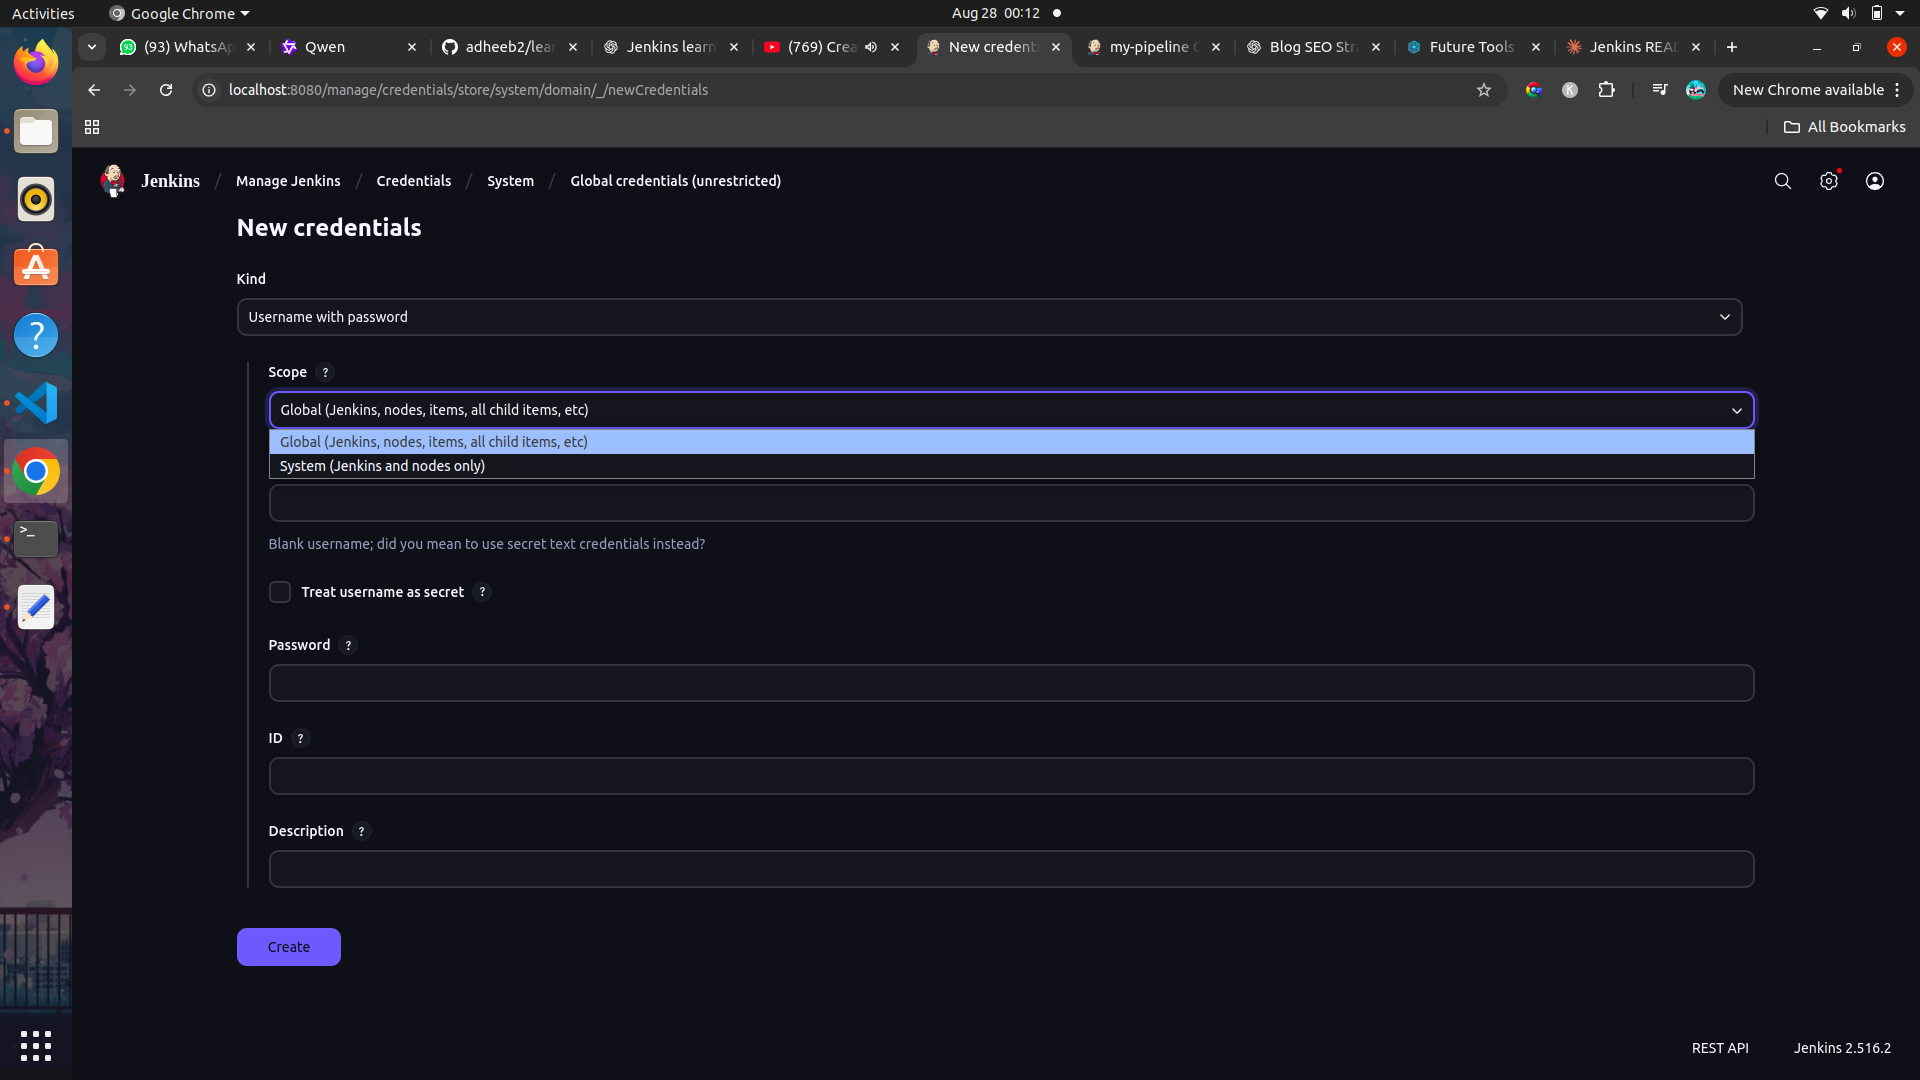 Activities
Google Chrome
Aug 28 00:12
(93) WhatsAp
Qwen
adheeb2/lear
Jenkins learn
(769) Crea
New credenti
my-pipeline C
Blog SEO Stra
Future Tools
Jenkins READ
localhost:8080/manage/credentials/store/system/domain/_/newCredentials
New Chrome available
All Bookmarks
Jenkins / Manage Jenkins / Credentials / System / Global credentials (unrestricted)
New credentials
Kind
Username with password
Scope ?
Global (Jenkins, nodes, items, all child items, etc)
Global (Jenkins, nodes, items, all child items, etc)
System (Jenkins and nodes only)
Blank username; did you mean to use secret text credentials instead?
Treat username as secret ?
Password ?
ID ?
Description ?
Create
REST API
Jenkins 2.516.2